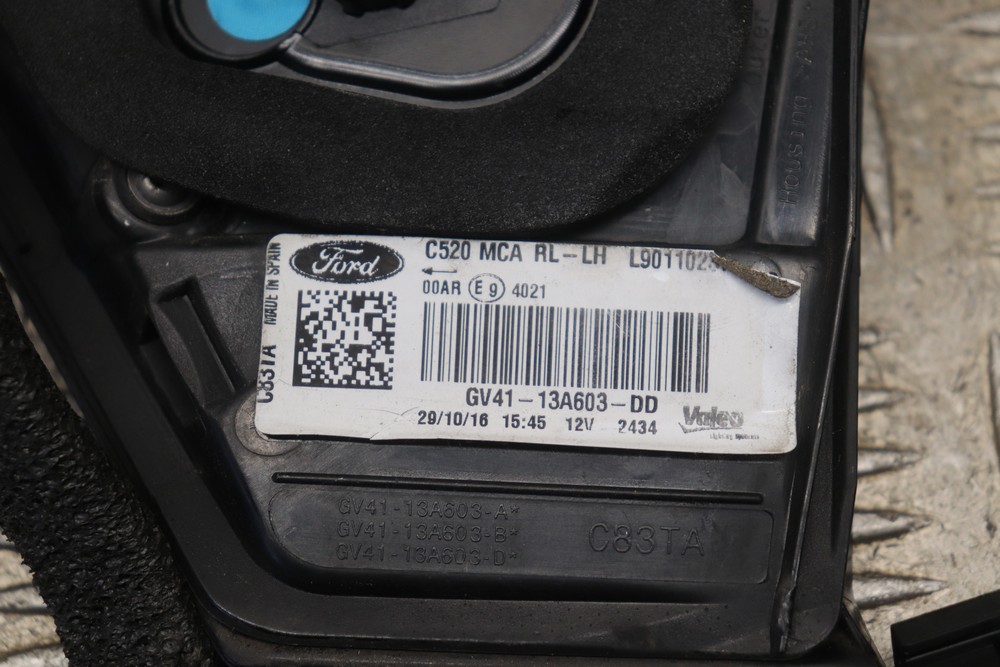 Housing
Ford
C520 MCA RL-LH
00AR E9 4021
MADE IN SPAIN
C83TA
GV41-13A603-DD
29/10/16 15:45 12V 2434
Valeo
GV41-13A603-A*
GV41-13A603-B*
GV41-13A603-D*
C83TA